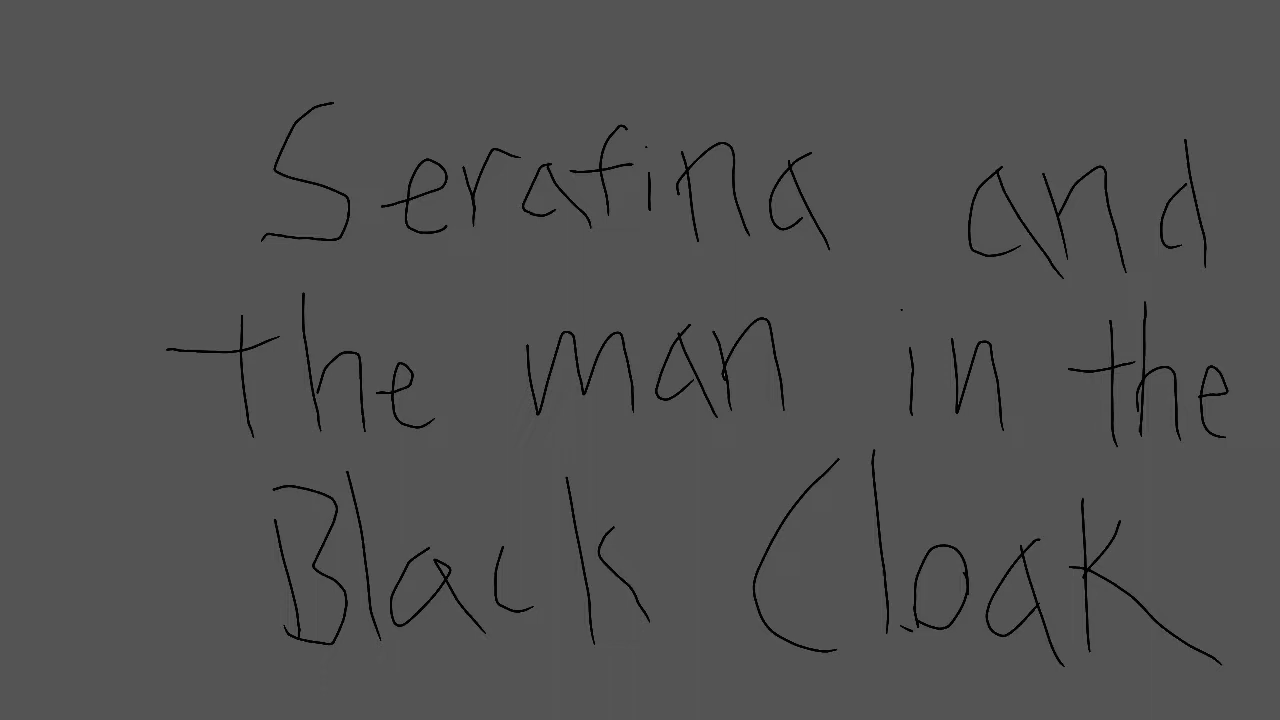 Serafina and
the man in the
Black Cloak